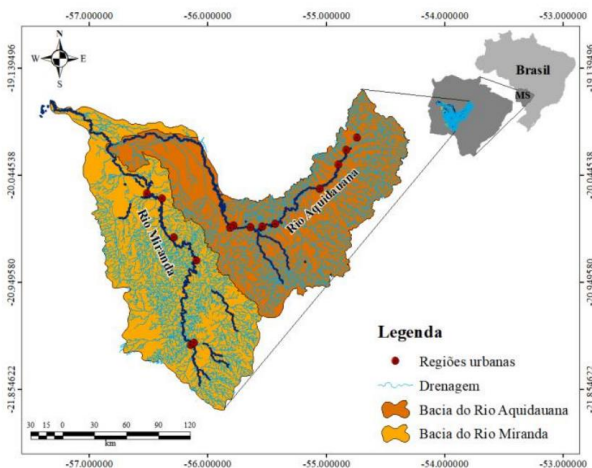 -57,000000 -56,000000 -55,000000 -54,000000 -53,000000
-19,139496
-20,044538
-20,949580
-21,854622
-19,139496
-20,044538
-20,949580
-21,854622
N
W E
S
Brasil
MS
Rio Aquidauana
Rio Miranda
Legenda
Regiões urbanas
Drenagem
Bacia do Rio Aquidauana
Bacia do Rio Miranda
30 15 0 30 60 90 120
km
-57,000000 -56,000000 -55,000000 -54,000000 -53,000000